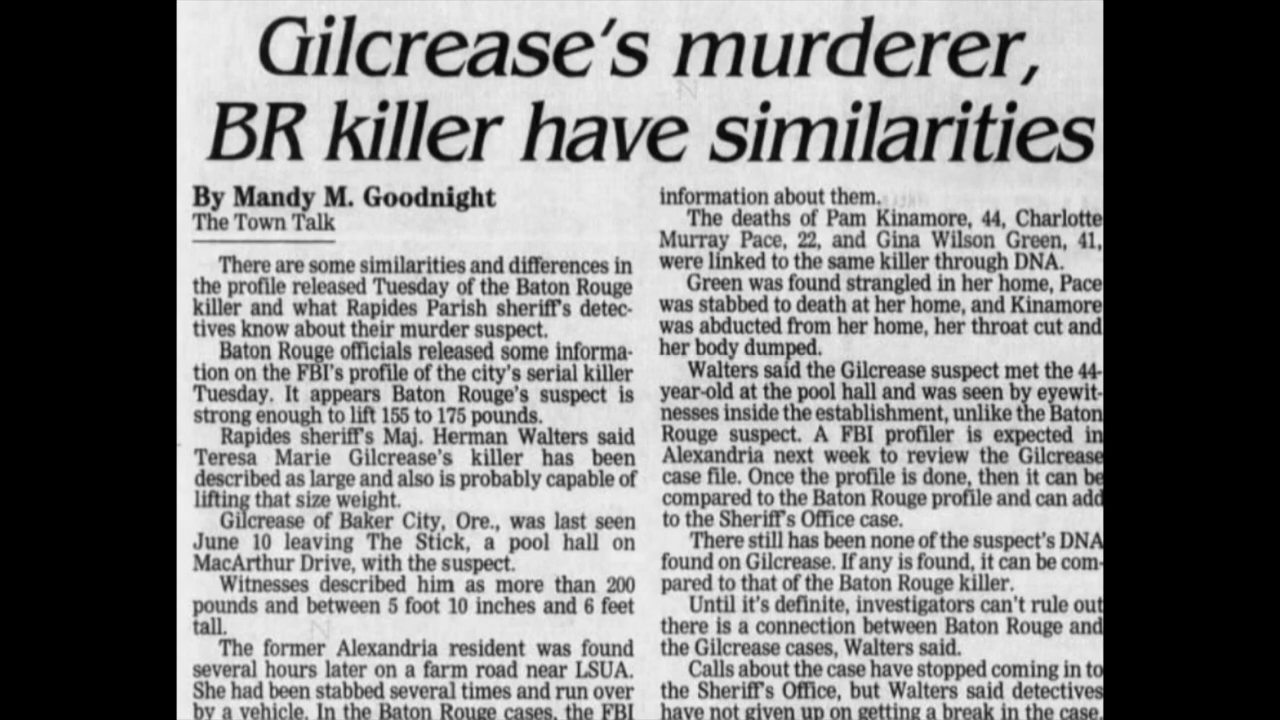 Gilcrease's murderer,
BR killer have similarities
By Mandy M. Goodnight
The Town Talk
There are some similarities and differences in
the profile released Tuesday of the Baton Rouge
killer and what Rapides Parish sheriff's detec-
tives know about their murder suspect.
Baton Rouge officials released some informa-
tion on the FBI's profile of the city's serial killer
Tuesday. It appears Baton Rouge's suspect is
strong enough to lift 155 to 175 pounds.
Rapides sheriff's Maj. Herman Walters said
Teresa Marie Gilcrease's killer has been
described as large and also is probably capable of
lifting that size weight.
Gilcrease of Baker City, Ore., was last seen
June 10 leaving The Stick, a pool hall on
MacArthur Drive, with the suspect.
Witnesses described him as more than 200
pounds and between 5 foot 10 inches and 6 feet
tall.
The former Alexandria resident was found
several hours later on a farm road near LSUA.
She had been stabbed several times and run over
by a vehicle. In the Baton Rouge cases, the FBI
information about them.
The deaths of Pam Kinamore, 44, Charlotte
Murray Pace, 22, and Gina Wilson Green, 41,
were linked to the same killer through DNA.
Green was found strangled in her home, Pace
was stabbed to death at her home, and Kinamore
was abducted from her home, her throat cut and
her body dumped.
Walters said the Gilcrease suspect met the 44-
year-old at the pool hall and was seen by eyewit-
nesses inside the establishment, unlike the Baton
Rouge suspect. A FBI profiler is expected in
Alexandria next week to review the Gilcrease
case file. Once the profile is done, then it can be
compared to the Baton Rouge profile and can add
to the Sheriff's Office case.
There still has been none of the suspect's DNA
found on Gilcrease. If any is found, it can be com-
pared to that of the Baton Rouge killer.
Until it's definite, investigators can't rule out
there is a connection between Baton Rouge and
the Gilcrease cases, Walters said.
Calls about the case have stopped coming in to
the Sheriff's Office, but Walters said detectives
have not given up on getting a break in the case.